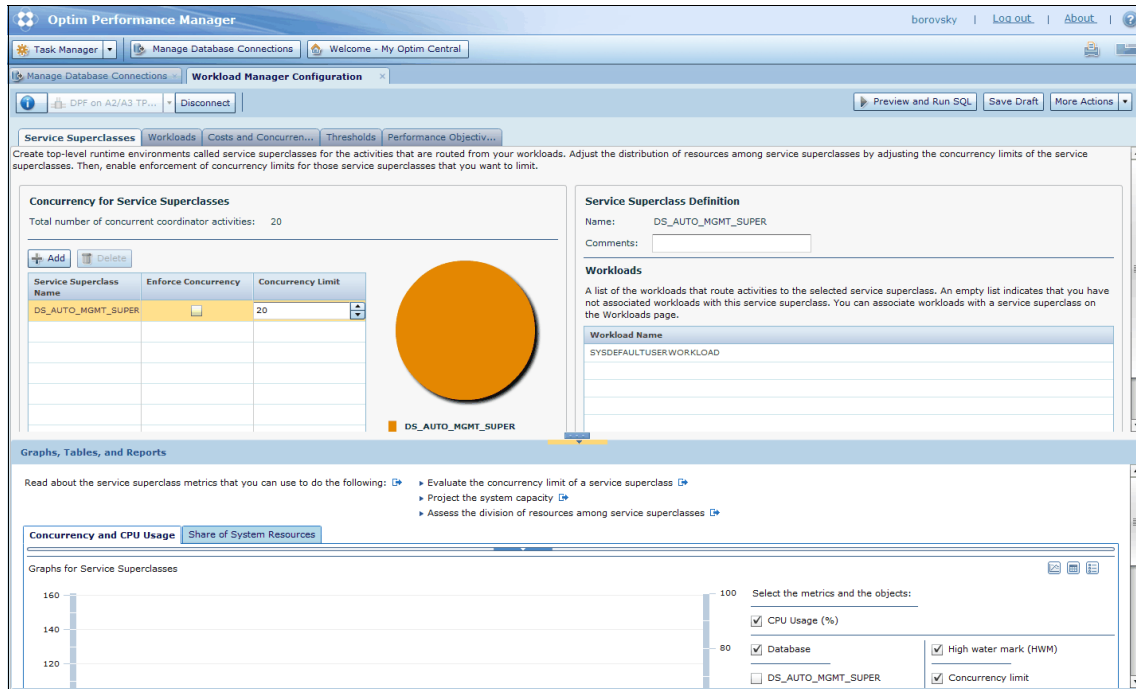 Optim Performance Manager
borovsky | Log out | About | ?
Task Manager
Manage Database Connections
Welcome - My Optim Central
Manage Database Connections ×
Workload Manager Configuration ×
DPF on A2/A3 TP...
Disconnect
Preview and Run SQL
Save Draft
More Actions
Service Superclasses
Workloads
Costs and Concurren...
Thresholds
Performance Objectiv...
Create top-level runtime environments called service superclasses for the activities that are routed from your workloads. Adjust the distribution of resources among service superclasses by adjusting the concurrency limits of the service
superclasses. Then, enable enforcement of concurrency limits for those service superclasses that you want to limit.
Concurrency for Service Superclasses
Total number of concurrent coordinator activities: 20
Add
Delete
Service Superclass
Name
Enforce Concurrency
Concurrency Limit
DS_AUTO_MGMT_SUPER
20
DS_AUTO_MGMT_SUPER
Service Superclass Definition
Name: DS_AUTO_MGMT_SUPER
Comments:
Workloads
A list of the workloads that route activities to the selected service superclass. An empty list indicates that you have
not associated workloads with this service superclass. You can associate workloads with a service superclass on
the Workloads page.
Workload Name
SYSDEFAULTUSERWORKLOAD
Graphs, Tables, and Reports
Read about the service superclass metrics that you can use to do the following:
Evaluate the concurrency limit of a service superclass
Project the system capacity
Assess the division of resources among service superclasses
Concurrency and CPU Usage
Share of System Resources
Graphs for Service Superclasses
160
140
120
100
80
Select the metrics and the objects:
CPU Usage (%)
Database
High water mark (HWM)
DS_AUTO_MGMT_SUPER
Concurrency limit